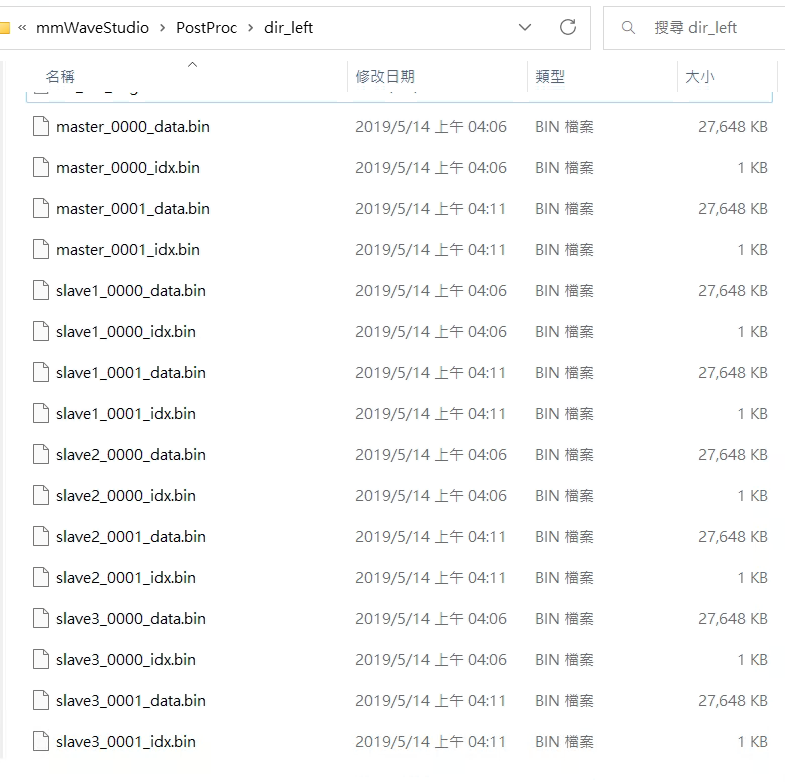 « mmWaveStudio > PostProc > dir_left 搜尋 dir_left
名稱 修改日期 類型 大小
master_0000_data.bin 2019/5/14 上午 04:06 BIN 檔案 27,648 KB
master_0000_idx.bin 2019/5/14 上午 04:06 BIN 檔案 1 KB
master_0001_data.bin 2019/5/14 上午 04:11 BIN 檔案 27,648 KB
master_0001_idx.bin 2019/5/14 上午 04:11 BIN 檔案 1 KB
slave1_0000_data.bin 2019/5/14 上午 04:06 BIN 檔案 27,648 KB
slave1_0000_idx.bin 2019/5/14 上午 04:06 BIN 檔案 1 KB
slave1_0001_data.bin 2019/5/14 上午 04:11 BIN 檔案 27,648 KB
slave1_0001_idx.bin 2019/5/14 上午 04:11 BIN 檔案 1 KB
slave2_0000_data.bin 2019/5/14 上午 04:06 BIN 檔案 27,648 KB
slave2_0000_idx.bin 2019/5/14 上午 04:06 BIN 檔案 1 KB
slave2_0001_data.bin 2019/5/14 上午 04:11 BIN 檔案 27,648 KB
slave2_0001_idx.bin 2019/5/14 上午 04:11 BIN 檔案 1 KB
slave3_0000_data.bin 2019/5/14 上午 04:06 BIN 檔案 27,648 KB
slave3_0000_idx.bin 2019/5/14 上午 04:06 BIN 檔案 1 KB
slave3_0001_data.bin 2019/5/14 上午 04:11 BIN 檔案 27,648 KB
slave3_0001_idx.bin 2019/5/14 上午 04:11 BIN 檔案 1 KB